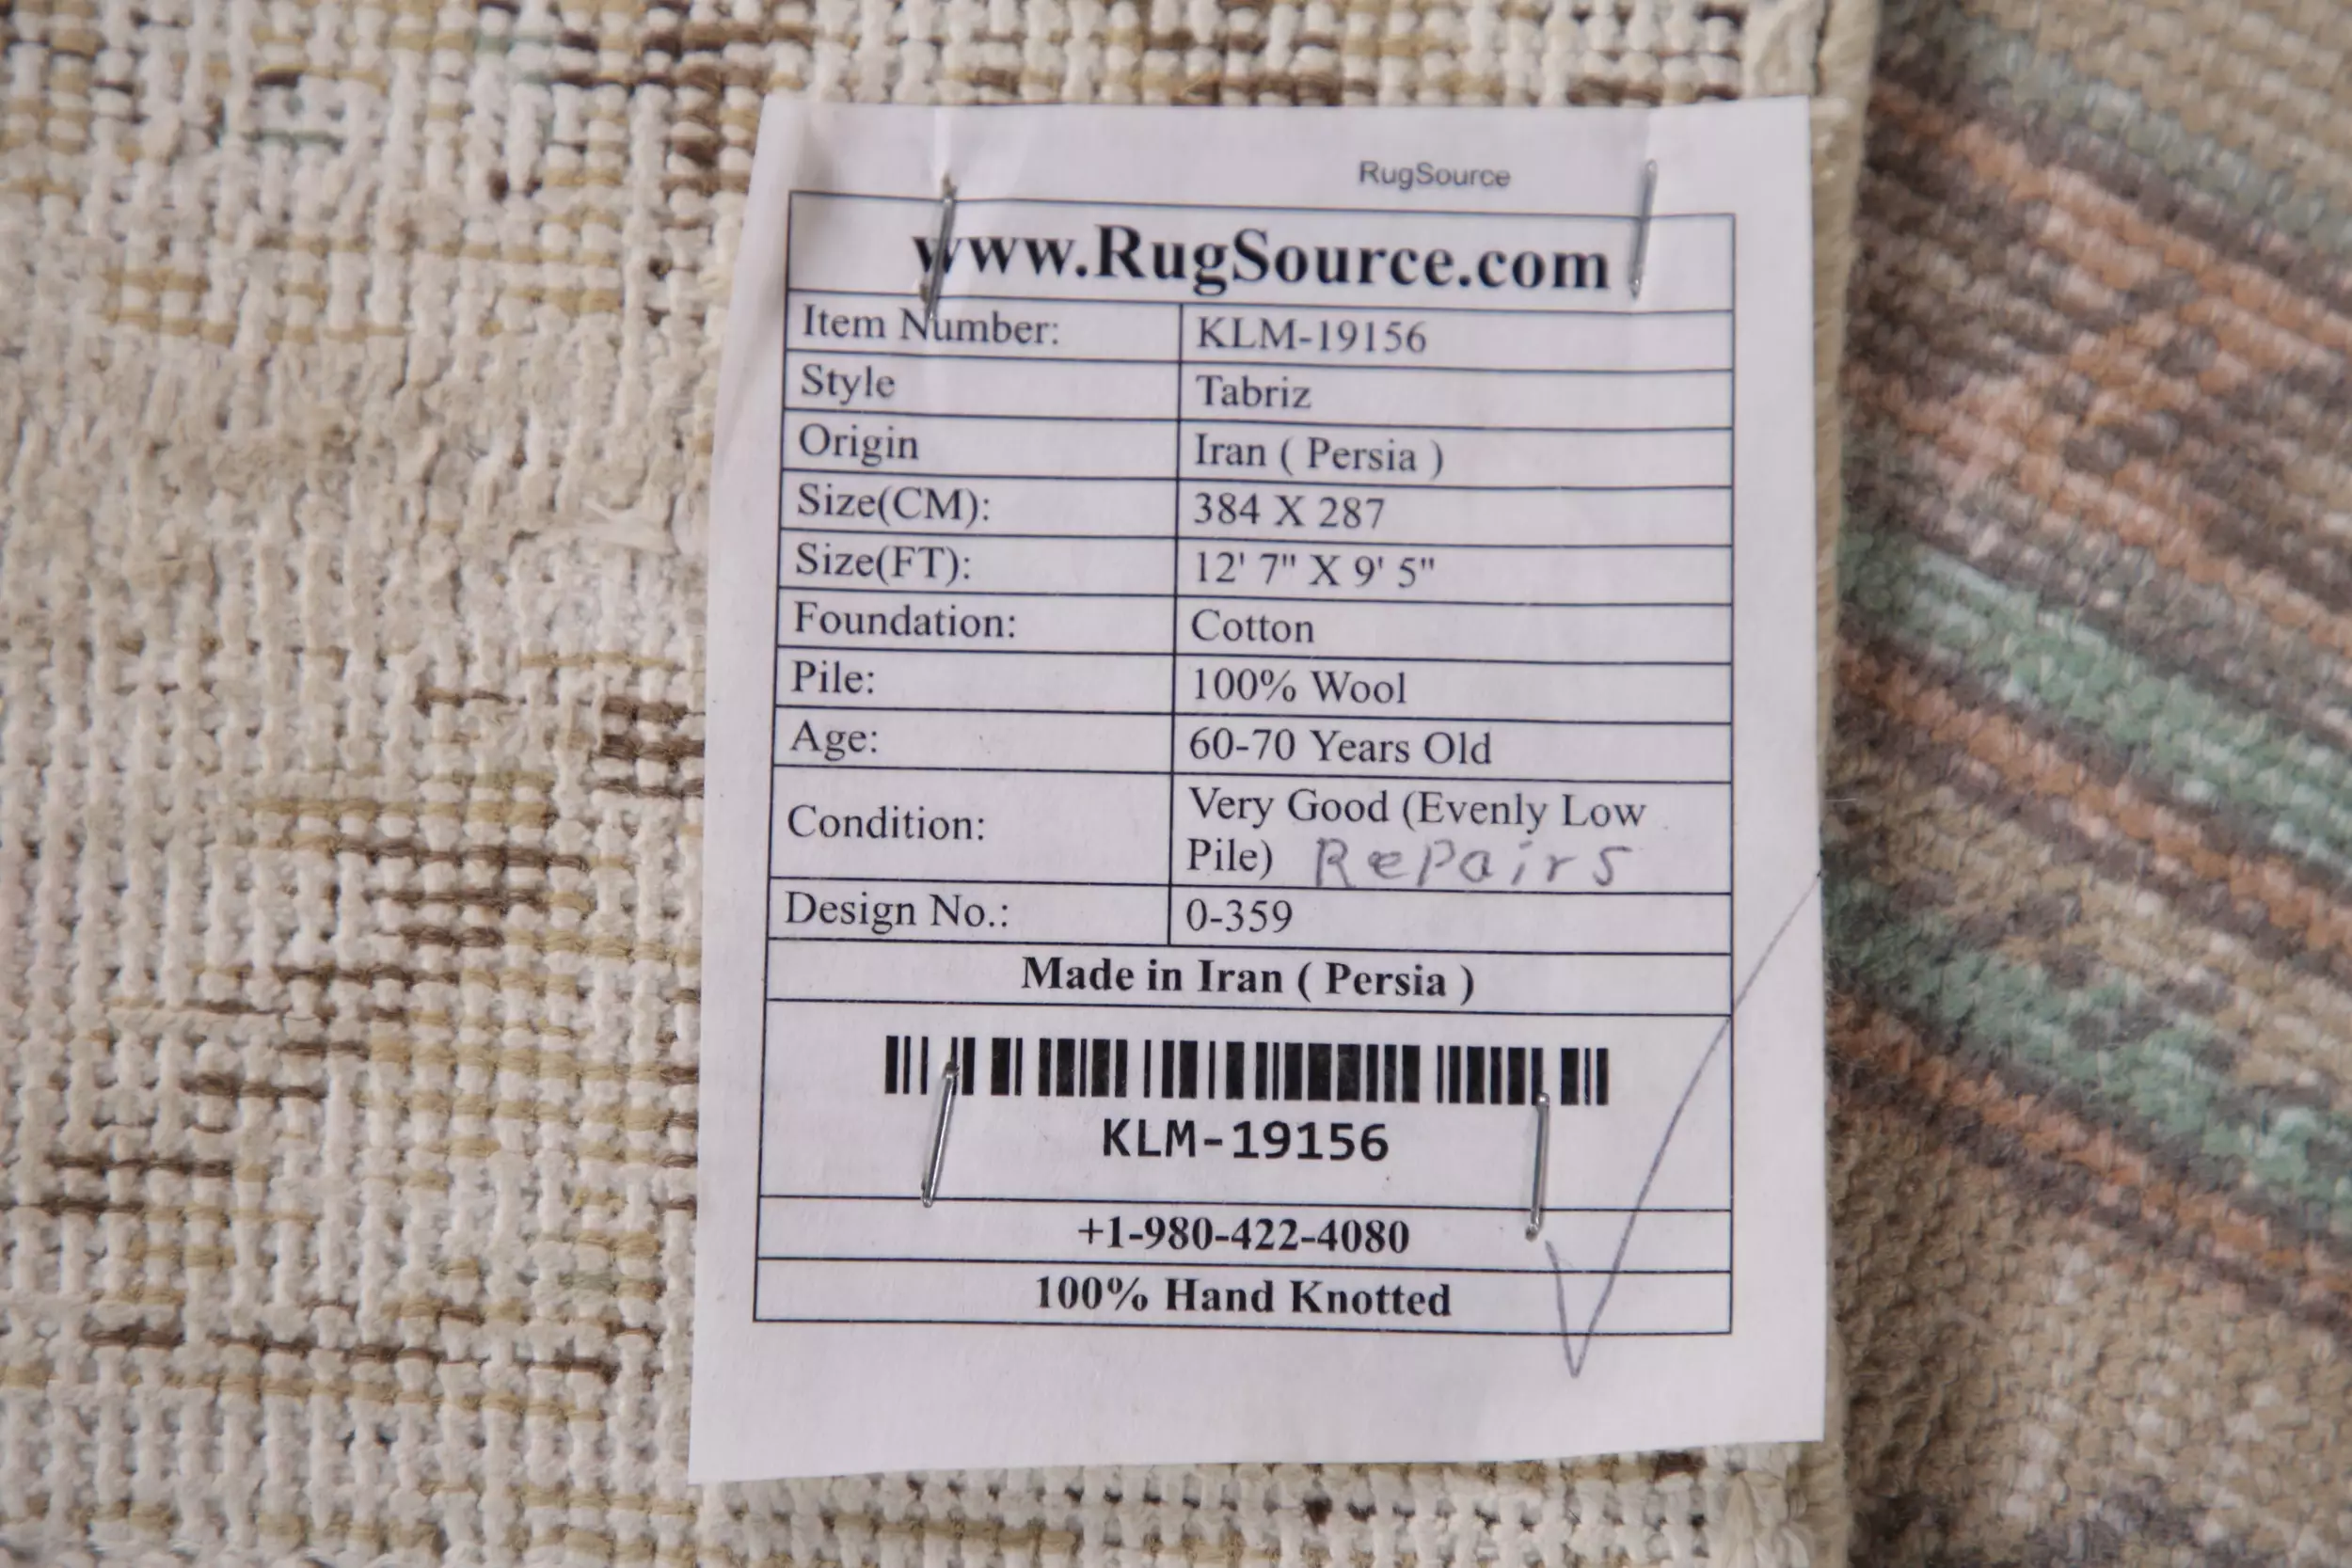 RugSource
www.RugSource.com
Item Number: KLM-19156
Style Tabriz
Origin Iran ( Persia )
Size(CM): 384 X 287
Size(FT): 12' 7" X 9' 5"
Foundation: Cotton
Pile: 100% Wool
Age: 60-70 Years Old
Condition: Very Good (Evenly Low
Pile) Repairs
Design No.: 0-359
Made in Iran ( Persia )
KLM-19156
+1-980-422-4080
100% Hand Knotted